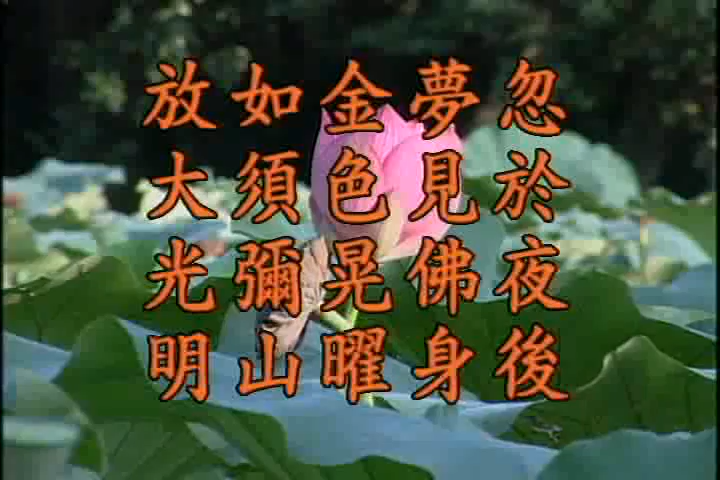 忽於夜後
夢見佛身
金色晃曜
如須彌山
放大光明